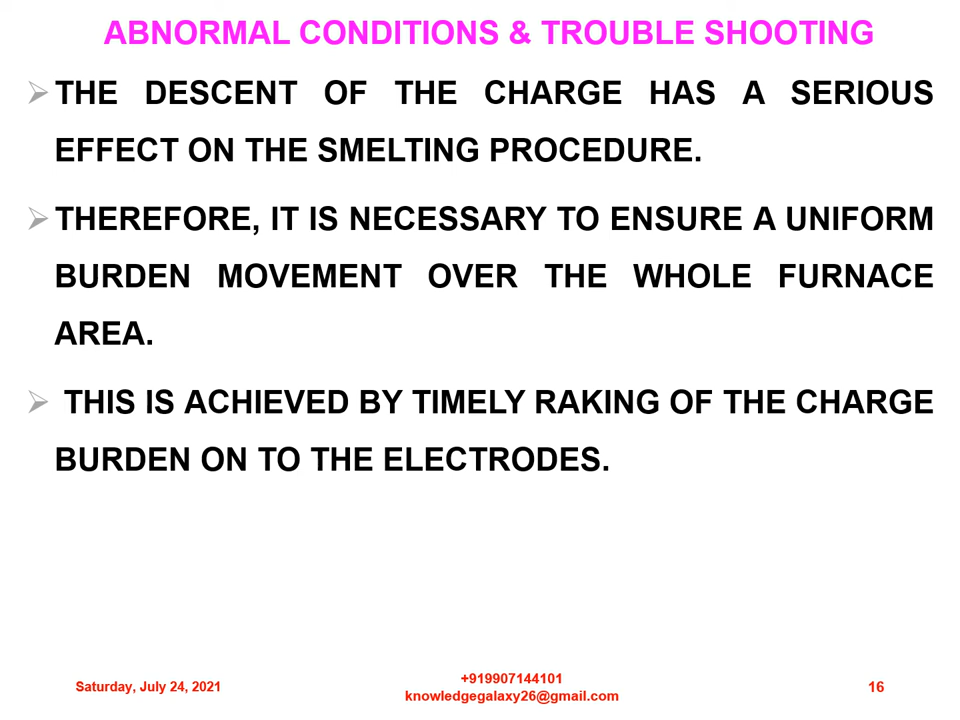 ABNORMAL CONDITIONS & TROUBLE SHOOTING
THE DESCENT OF THE CHARGE HAS A SERIOUS
EFFECT ON THE SMELTING PROCEDURE.
THEREFORE, IT IS NECESSARY TO ENSURE A UNIFORM
BURDEN MOVEMENT OVER THE WHOLE FURNACE
AREA.
THIS IS ACHIEVED BY TIMELY RAKING OF THE CHARGE
BURDEN ON TO THE ELECTRODES.
Saturday, July 24, 2021
+919907144101
knowledgegalaxy26@gmail.com
16